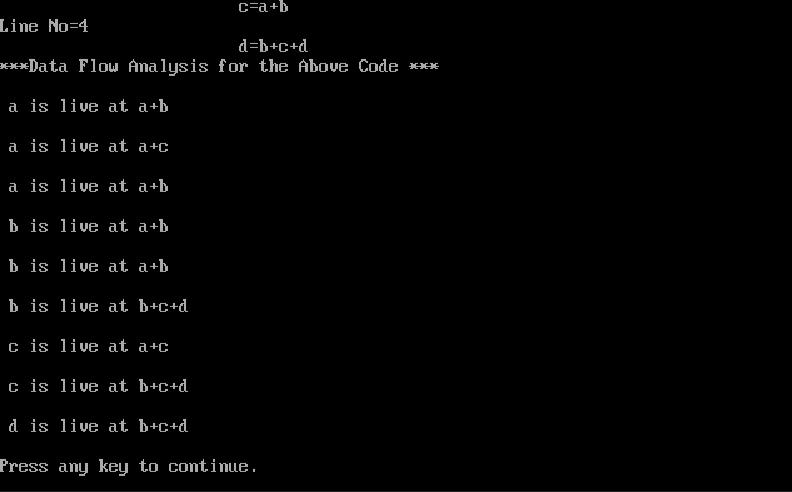 c=a+b
Line No=4
d=b+c+d
***Data Flow Analysis for the Above Code ***
a is live at a+b
a is live at a+c
a is live at a+b
b is live at a+b
b is live at a+b
b is live at b+c+d
c is live at a+c
c is live at b+c+d
d is live at b+c+d
Press any key to continue.